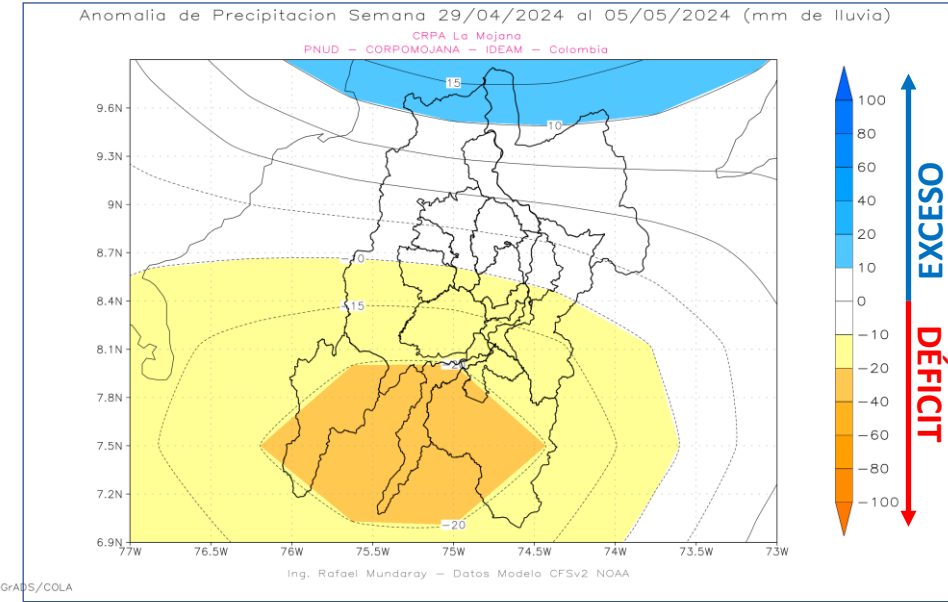 Anomalia de Precipitacion Semana 29/04/2024 al 05/05/2024 (mm de lluvia)
CRPA La Mojana
PNUD – CORPOMOJANA – IDEAM – Colombia
15
10
-10
-15
-20
-20
9.6N
9.3N
9N
8.7N
8.4N
8.1N
7.8N
7.5N
7.2N
6.9N
77W
76.5W
76W
75.5W
75W
74.5W
74W
73.5W
73W
100
80
60
40
20
10
0
-10
-20
-40
-60
-80
-100
EXCESO
DÉFICIT
Ing. Rafael Mundaray – Datos Modelo CFSv2 NOAA
GrADS/COLA